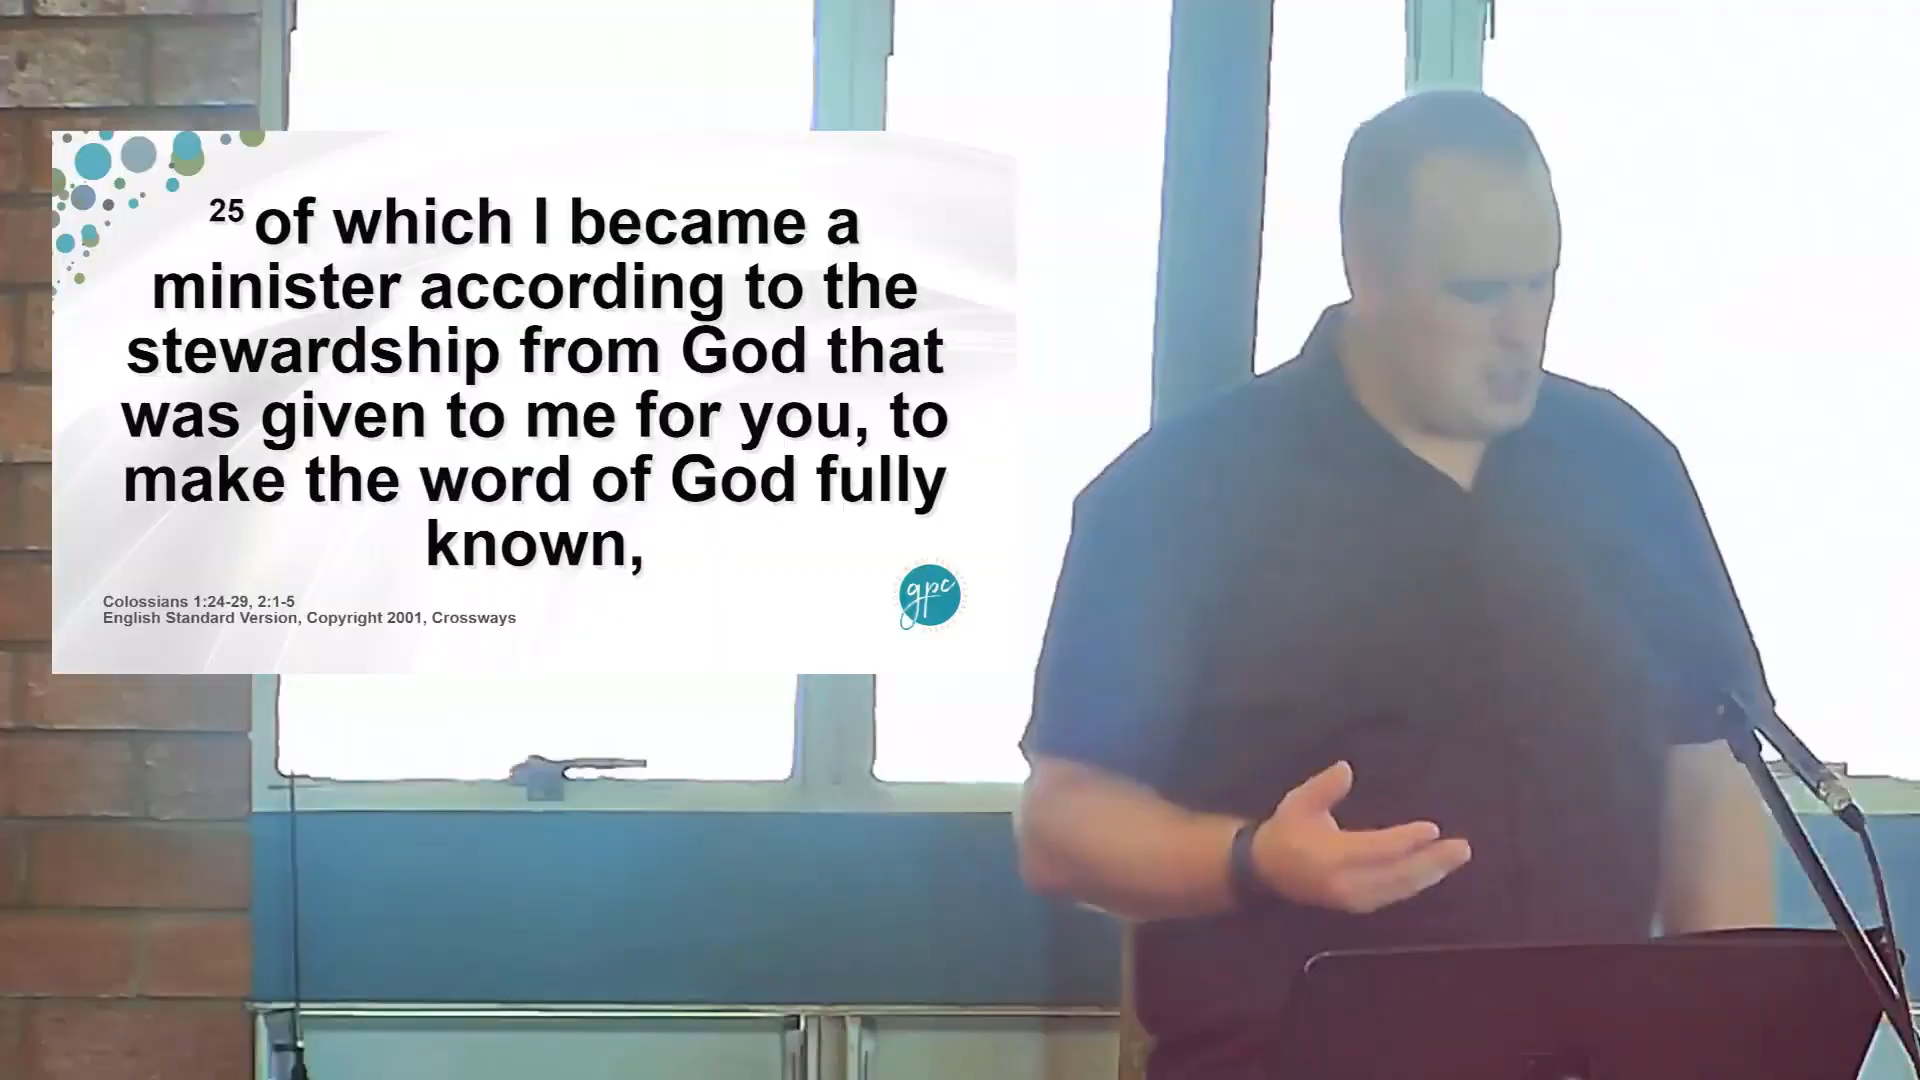 25 of which I became a
minister according to the
stewardship from God that
was given to me for you, to
make the word of God fully
known,
Colossians 1:24-29, 2:1-5
English Standard Version, Copyright 2001, Crossways
gpc